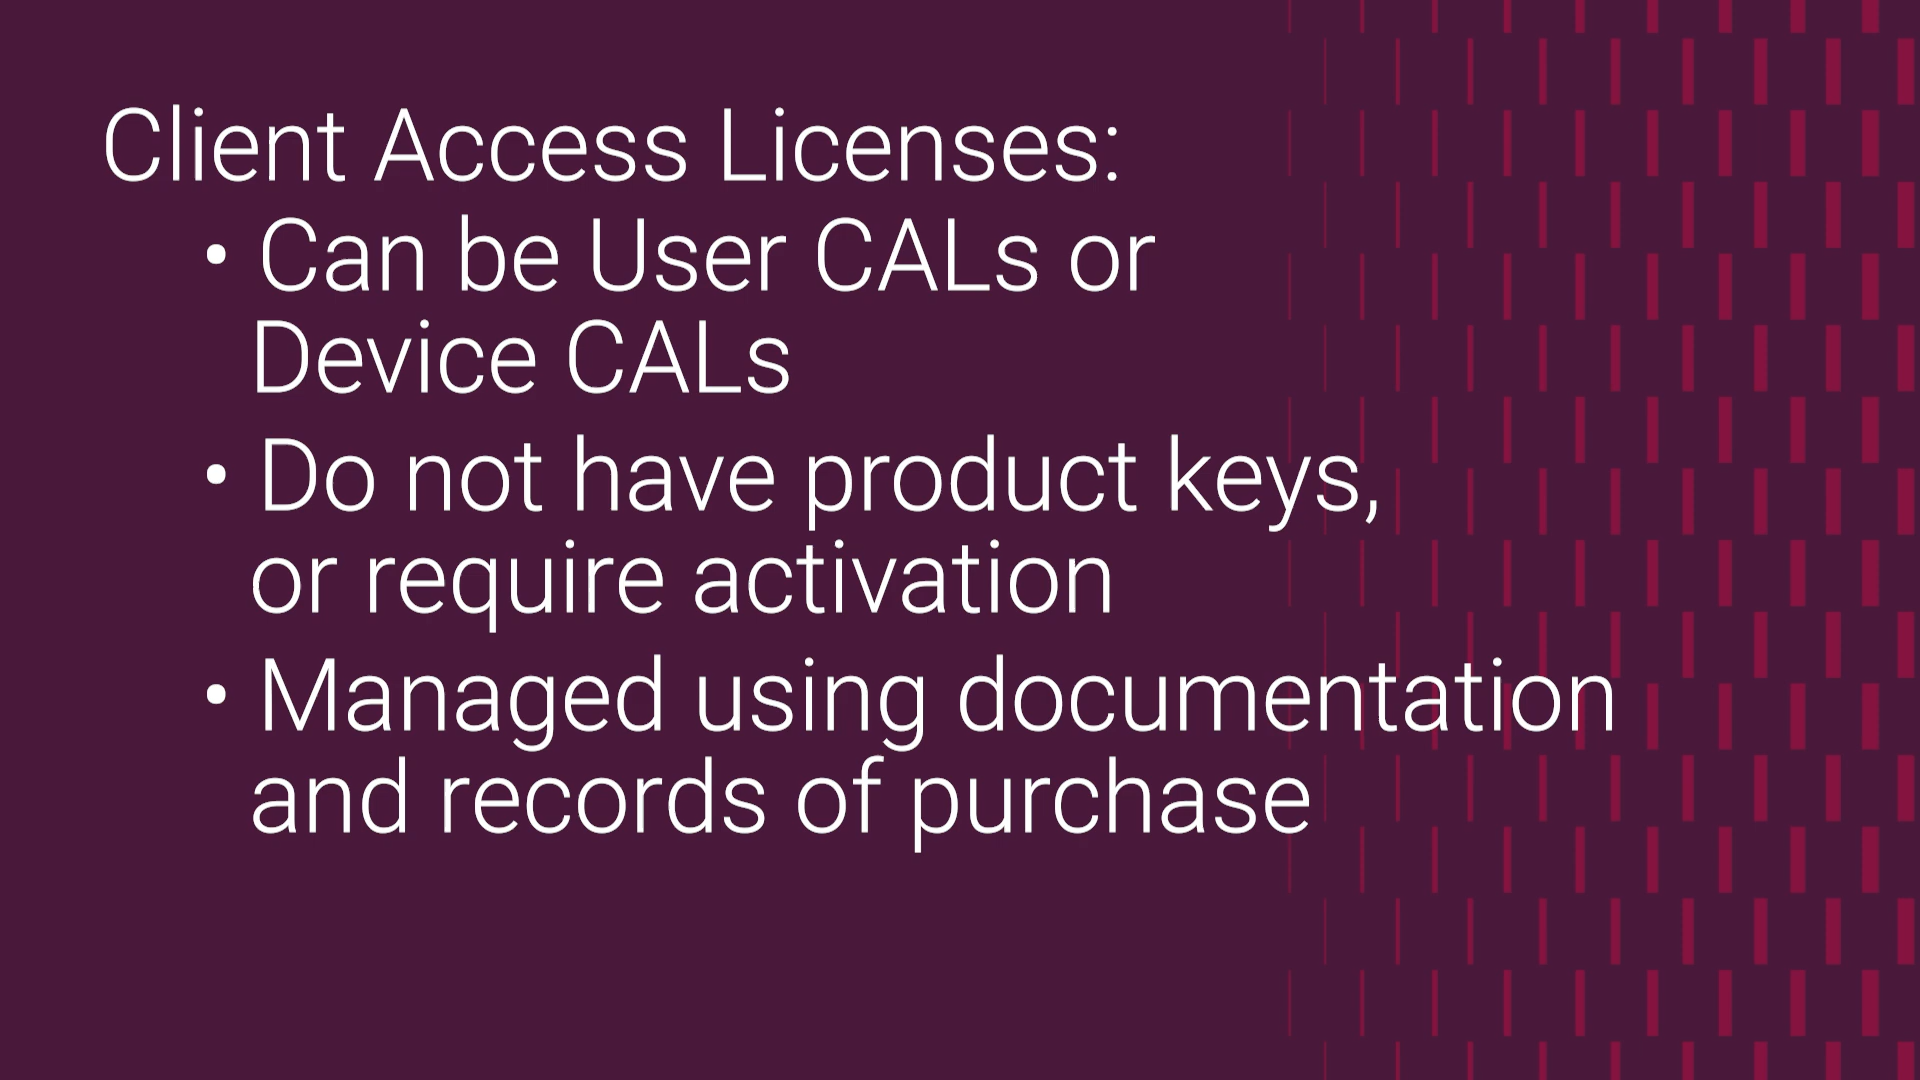 Client Access Licenses:
• Can be User CALs or
Device CALs
• Do not have product keys,
or require activation
• Managed using documentation
and records of purchase